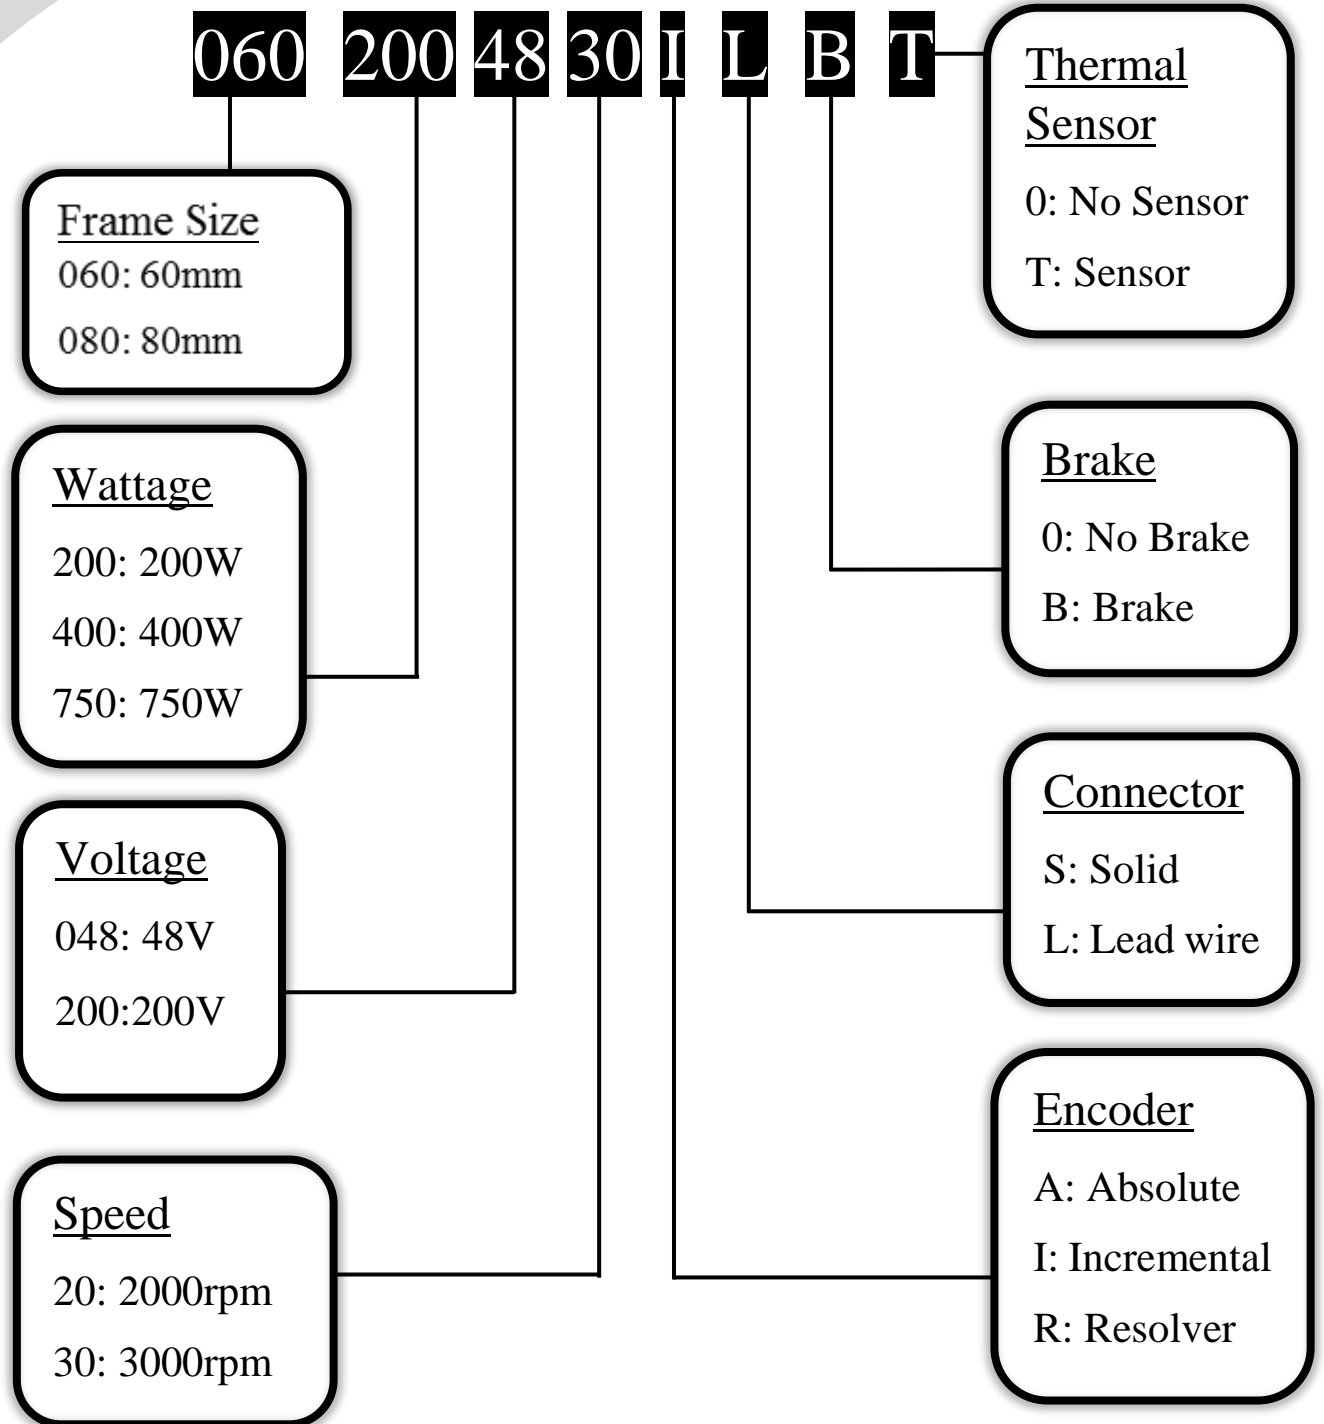 060 200 48 30 I L B T
Thermal
Sensor
0: No Sensor
T: Sensor
Frame Size
060: 60mm
080: 80mm
Wattage
200: 200W
400: 400W
750: 750W
Brake
0: No Brake
B: Brake
Voltage
048: 48V
200:200V
Connector
S: Solid
L: Lead wire
Speed
20: 2000rpm
30: 3000rpm
Encoder
A: Absolute
I: Incremental
R: Resolver